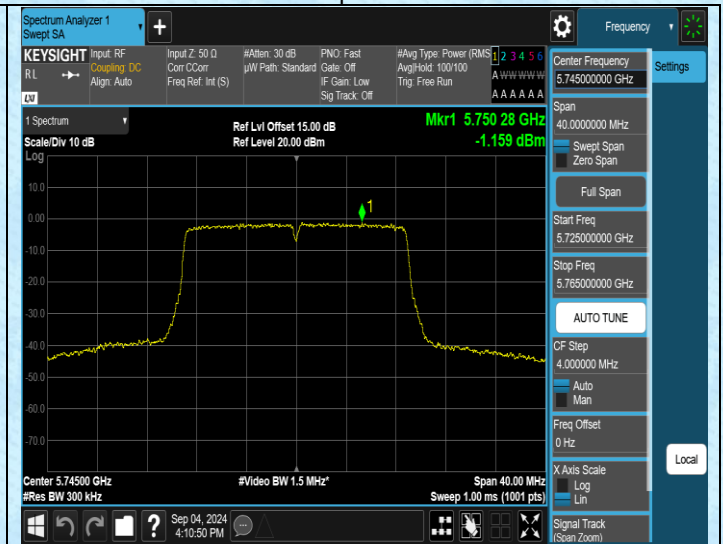 Spectrum Analyzer 1
Swept SA
Frequency
KEYSIGHT
RL
LXI
Input: RF
Coupling: DC
Align: Auto
Input Z: 50 Ω
Corr CCorr
Freq Ref: Int (S)
#Atten: 30 dB
µW Path: Standard
PNO: Fast
Gate: Off
IF Gain: Low
Sig Track: Off
#Avg Type: Power (RMS
Avg|Hold: 100/100
Trig: Free Run
1 2 3 4 5 6
A W W W W W
A A A A A A
1 Spectrum
Scale/Div 10 dB
Ref Lvl Offset 15.00 dB
Ref Level 20.00 dBm
Mkr1 5.750 28 GHz
-1.159 dBm
Log
10.0
0.00
-10.0
-20.0
-30.0
-40.0
-50.0
-60.0
-70.0
1
Center 5.74500 GHz
#Res BW 300 kHz
#Video BW 1.5 MHz*
Span 40.00 MHz
Sweep 1.00 ms (1001 pts)
Sep 04, 2024
4:10:50 PM
Center Frequency
5.745000000 GHz
Settings
Span
40.0000000 MHz
Swept Span
Zero Span
Full Span
Start Freq
5.725000000 GHz
Stop Freq
5.765000000 GHz
AUTO TUNE
CF Step
4.000000 MHz
Auto
Man
Freq Offset
0 Hz
X Axis Scale
Log
Lin
Signal Track
(Span Zoom)
Local